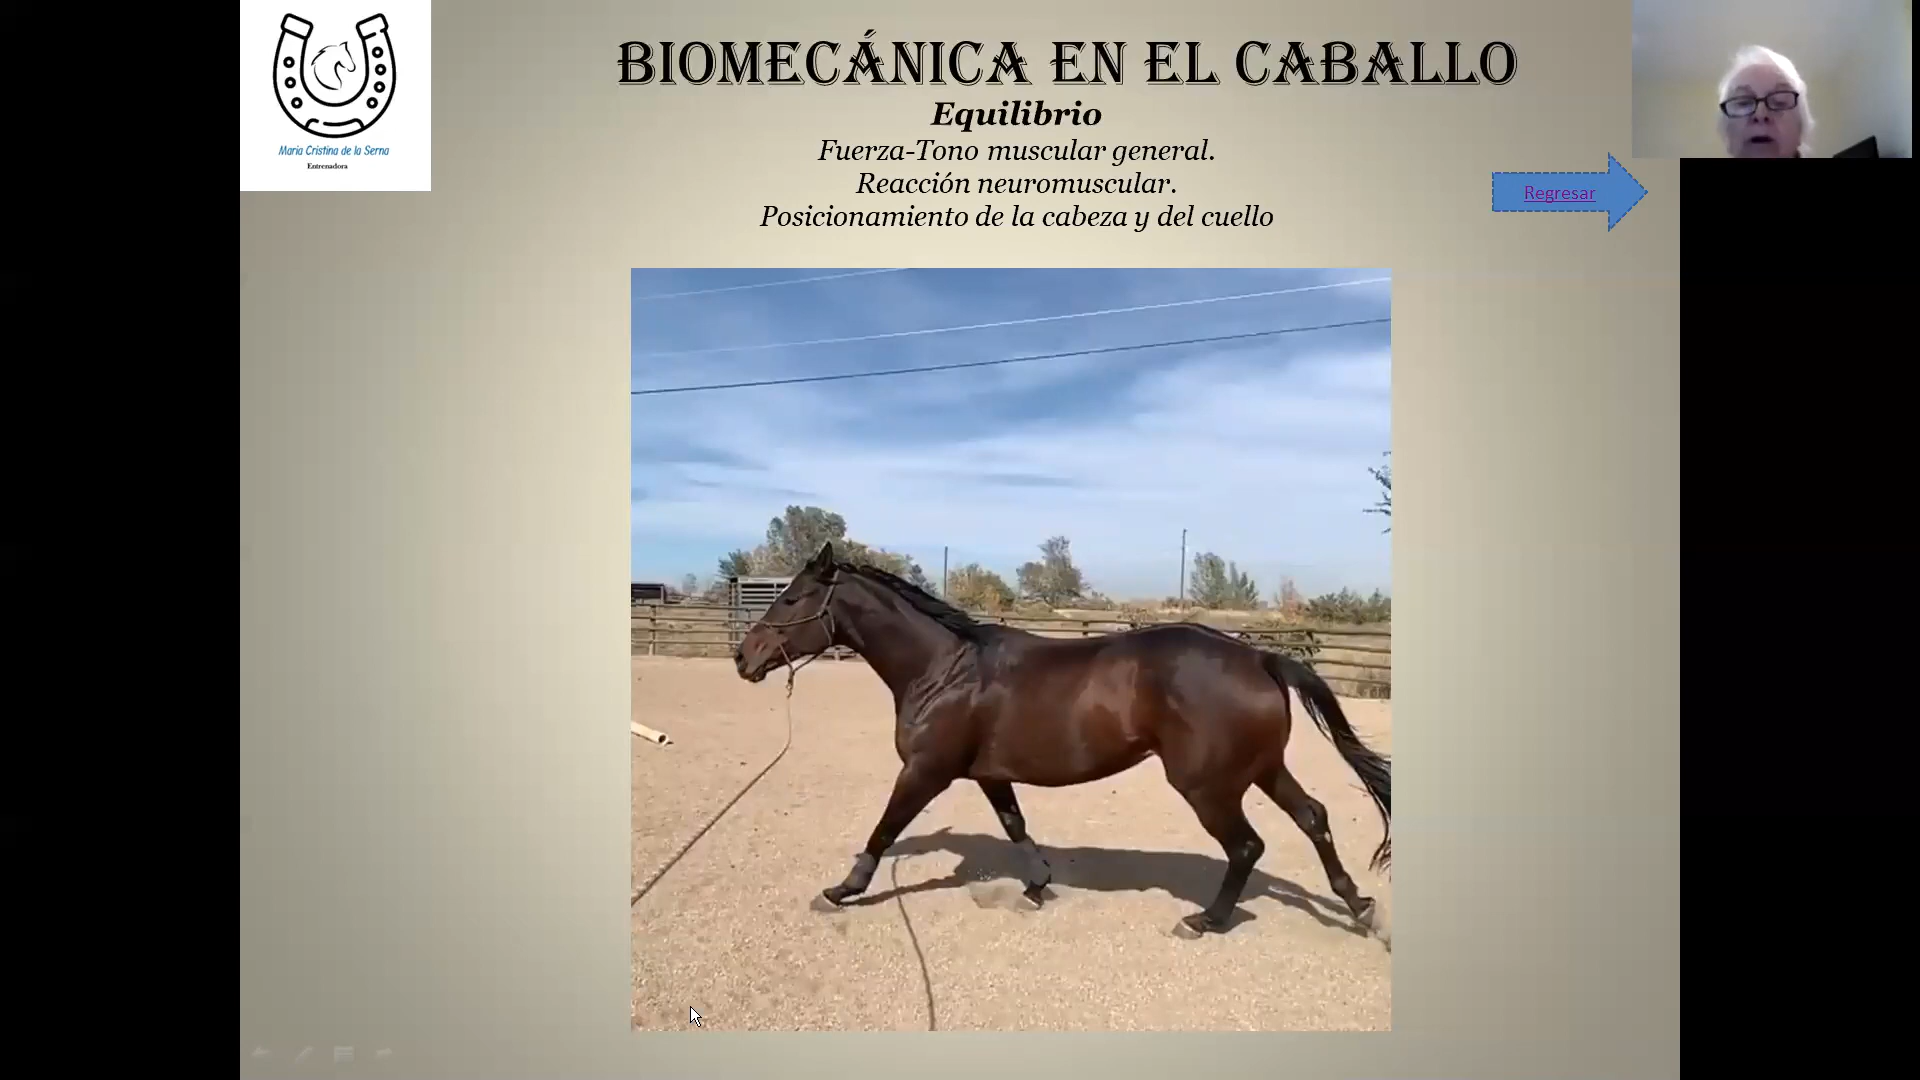 BIOMECÁNICA EN EL CABALLO
Equilibrio
Fuerza-Tono muscular general.
Reacción neuromuscular.
Posicionamiento de la cabeza y del cuello
Maria Cristina de la Serna
Entrenadora
Regresar